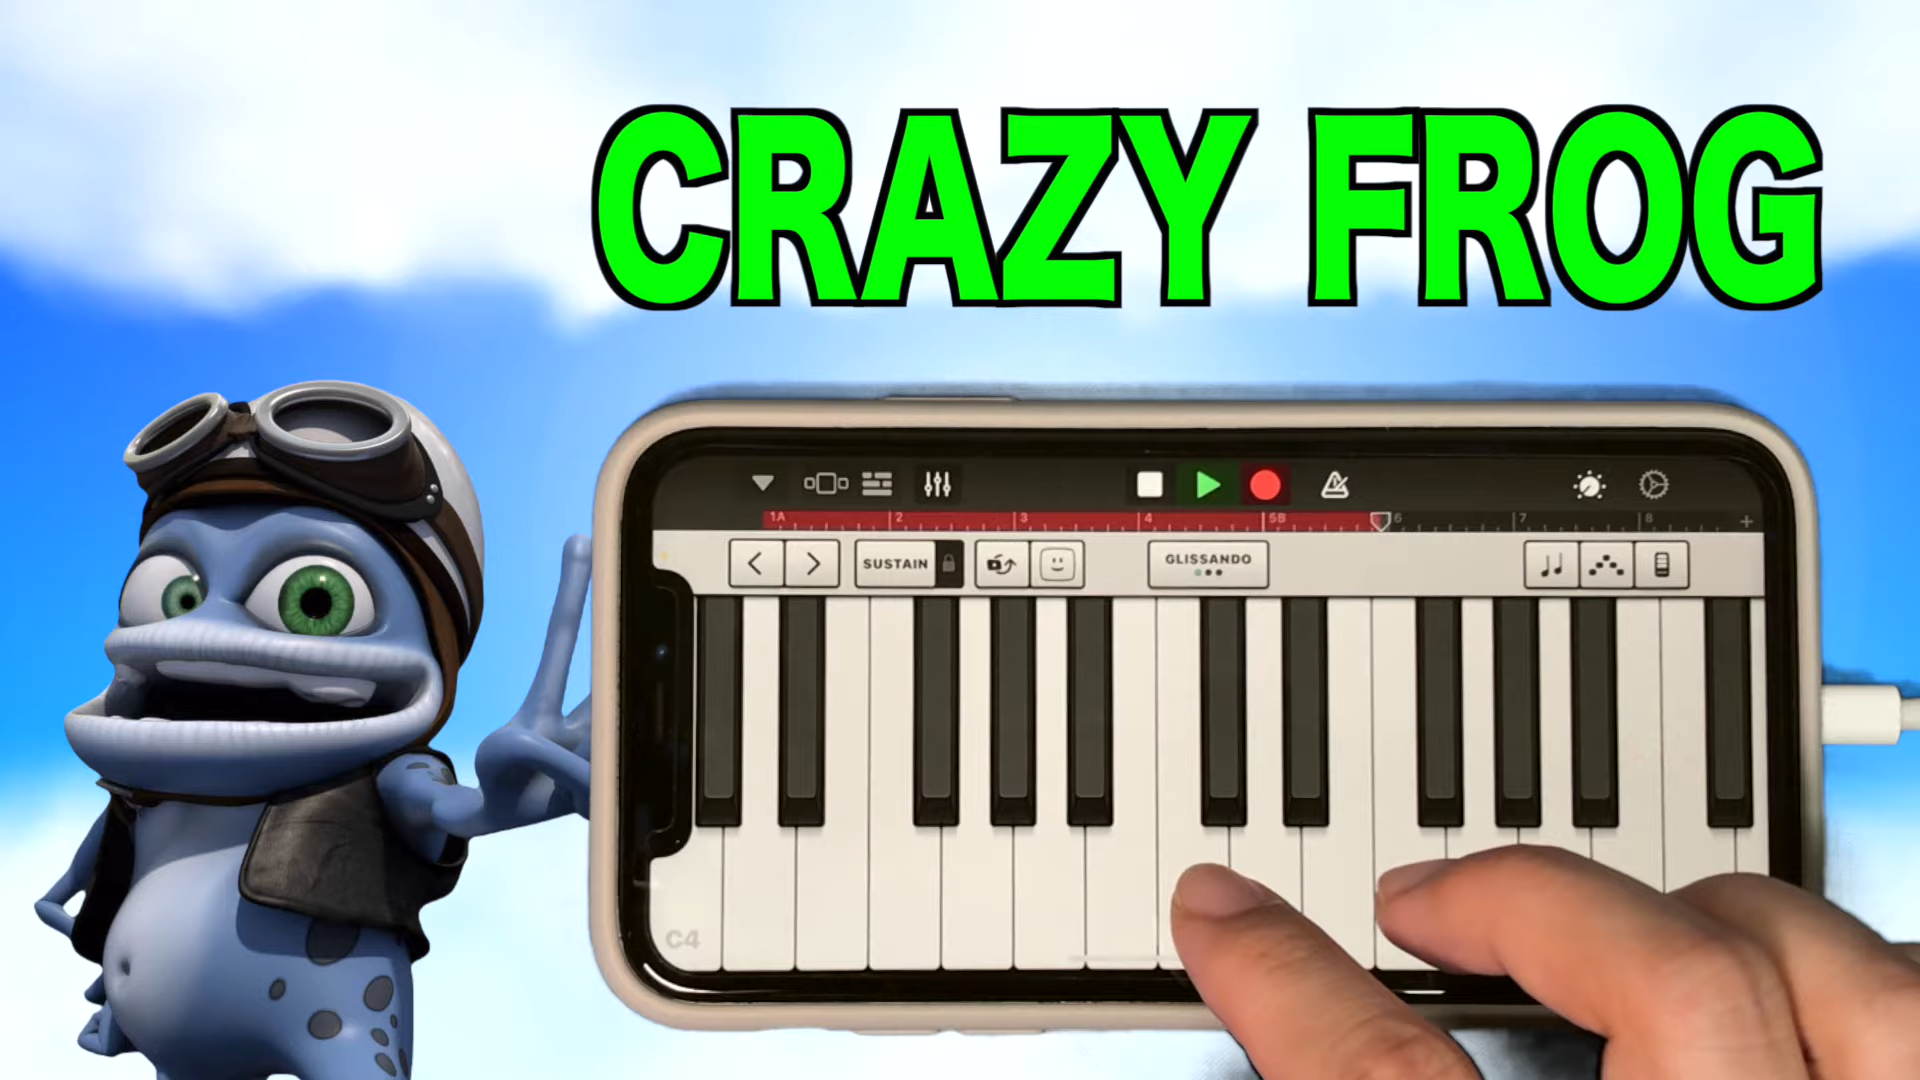 CRAZY FROG
1A 2 3 4 5B 6 7 8 +
SUSTAIN
GLISSANDO
C4